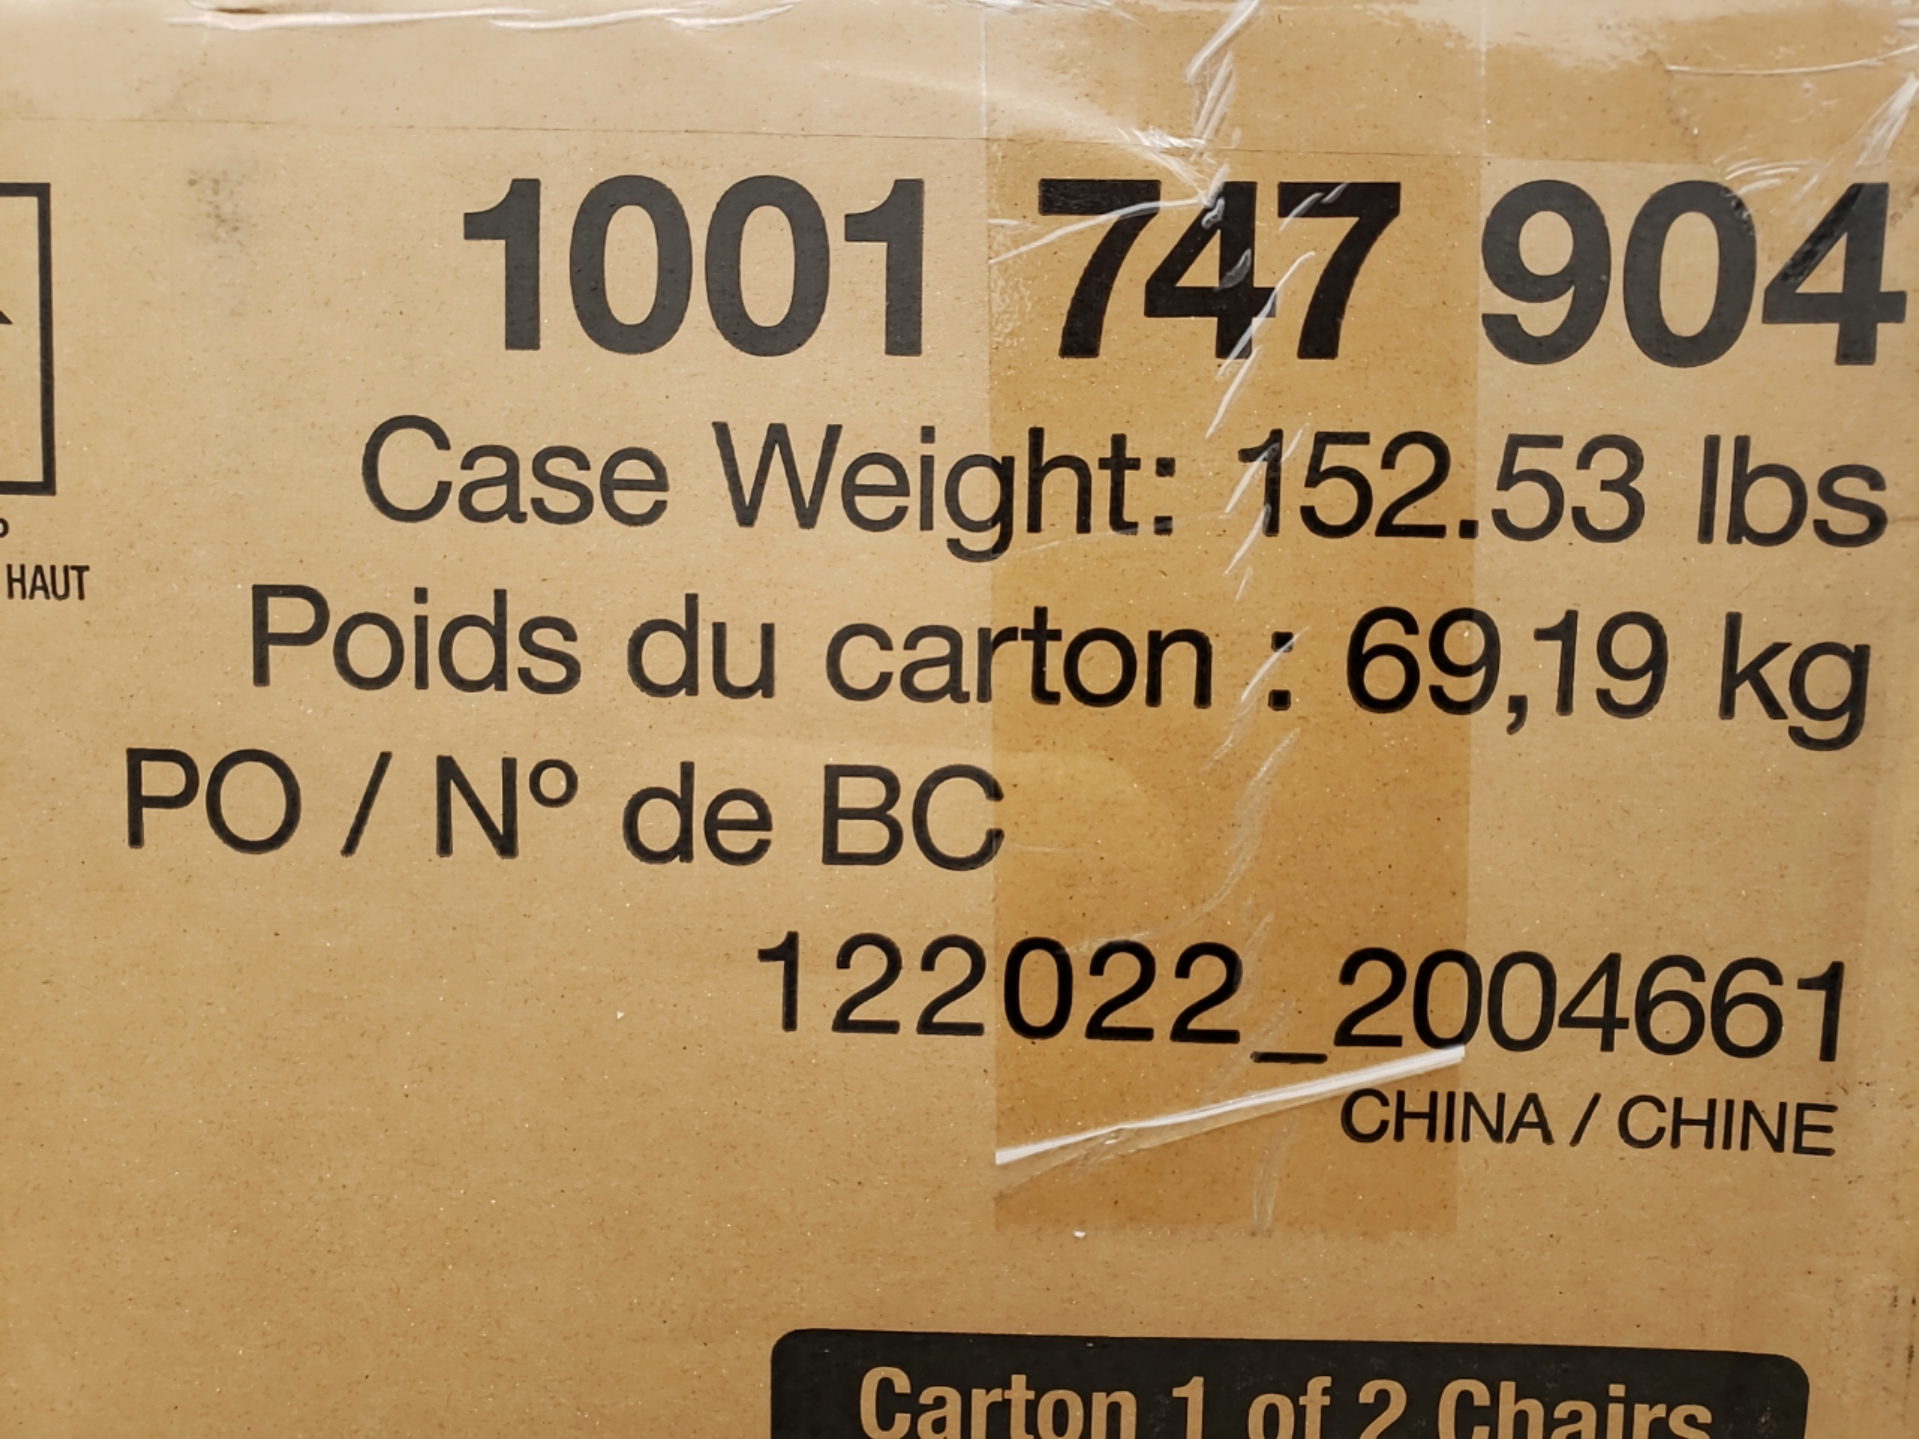 1001 747 904
Case Weight: 152.53 lbs
HAUT
Poids du carton : 69,19 kg
PO / Nº de BC
122022_2004661
CHINA / CHINE
Carton 1 of 2 Chairs